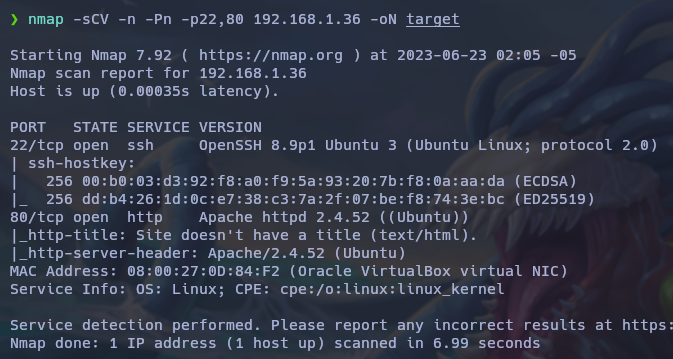 ❯ nmap -sCV -n -Pn -p22,80 192.168.1.36 -oN target
Starting Nmap 7.92 ( https://nmap.org ) at 2023-06-23 02:05 -05
Nmap scan report for 192.168.1.36
Host is up (0.00035s latency).
PORT   STATE SERVICE VERSION
22/tcp open  ssh     OpenSSH 8.9p1 Ubuntu 3 (Ubuntu Linux; protocol 2.0)
| ssh-hostkey:
|   256 00:b0:03:d3:92:f8:a0:f9:5a:93:20:7b:f8:0a:aa:da (ECDSA)
|_  256 dd:b4:26:1d:0c:e7:38:c3:7a:2f:07:be:f8:74:3e:bc (ED25519)
80/tcp open  http    Apache httpd 2.4.52 ((Ubuntu))
|_http-title: Site doesn't have a title (text/html).
|_http-server-header: Apache/2.4.52 (Ubuntu)
MAC Address: 08:00:27:0D:84:F2 (Oracle VirtualBox virtual NIC)
Service Info: OS: Linux; CPE: cpe:/o:linux:linux_kernel
Service detection performed. Please report any incorrect results at https:
Nmap done: 1 IP address (1 host up) scanned in 6.99 seconds